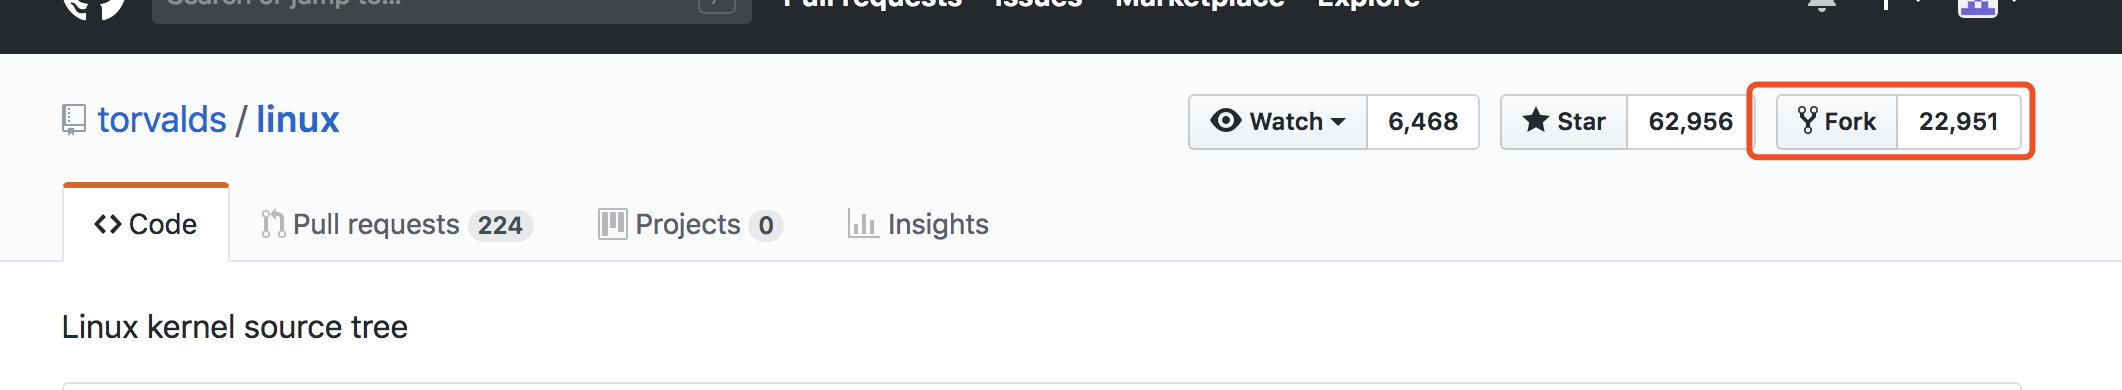 Search or jump to... /
Pull requests Issues Marketplace Explore
torvalds / linux
Watch 6,468
Star 62,956
Fork 22,951
Code
Pull requests 224
Projects 0
Insights
Linux kernel source tree